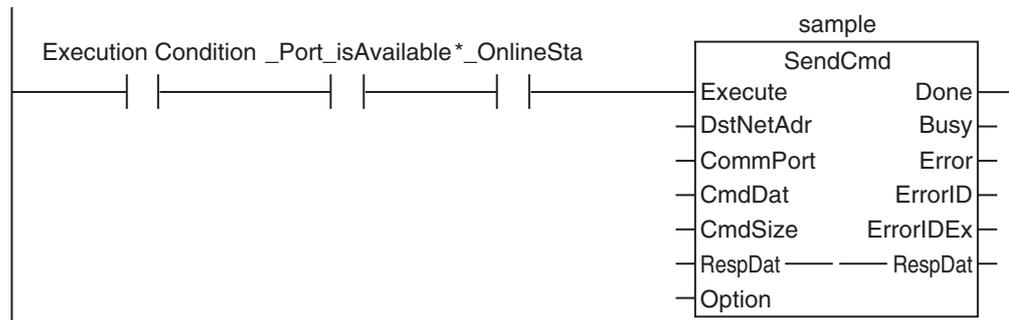 sample
Execution Condition _Port_isAvailable*_OnlineSta
SendCmd
Execute Done
DstNetAdr Busy
CommPort Error
CmdDat ErrorID
CmdSize ErrorIDEx
RespDat RespDat
Option